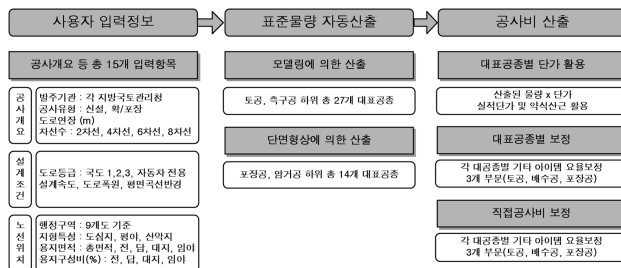 사용자 입력정보
표준물량 자동산출
공사비 산출
공사개요 등 총 15개 입력항목
공사개요
발주기관 : 각 지방국토관리청
공사유형 : 신설, 확/포장
도로연장 (m)
차선수 : 2차선, 4차선, 6차선, 8차선
설계조건
도로등급 : 국도 1,2,3, 자동차 전용
설계속도, 도로폭원, 평면곡선반경
노선위치
행정구역 : 9개도 기준
지형특성 : 도심지, 평야, 산악지
용지면적 : 총면적, 전, 답, 대지, 임야
용지구성비(%) : 전, 답, 대지, 임야
모델링에 의한 산출
토공, 측구공 하위 총 27개 대표공종
단면형상에 의한 산출
포장공, 암거공 하위 총 14개 대표공종
대표공종별 단가 활용
산출된 물량 x 단가
실적단가 및 약식산근 활용
대표공종별 보정
각 대공종별 기타 아이템 요율보정
3개 부문(토공, 배수공, 포장공)
직접공사비 보정
각 대공종별 기타 아이템 요율보정
3개 부문(토공, 배수공, 포장공)